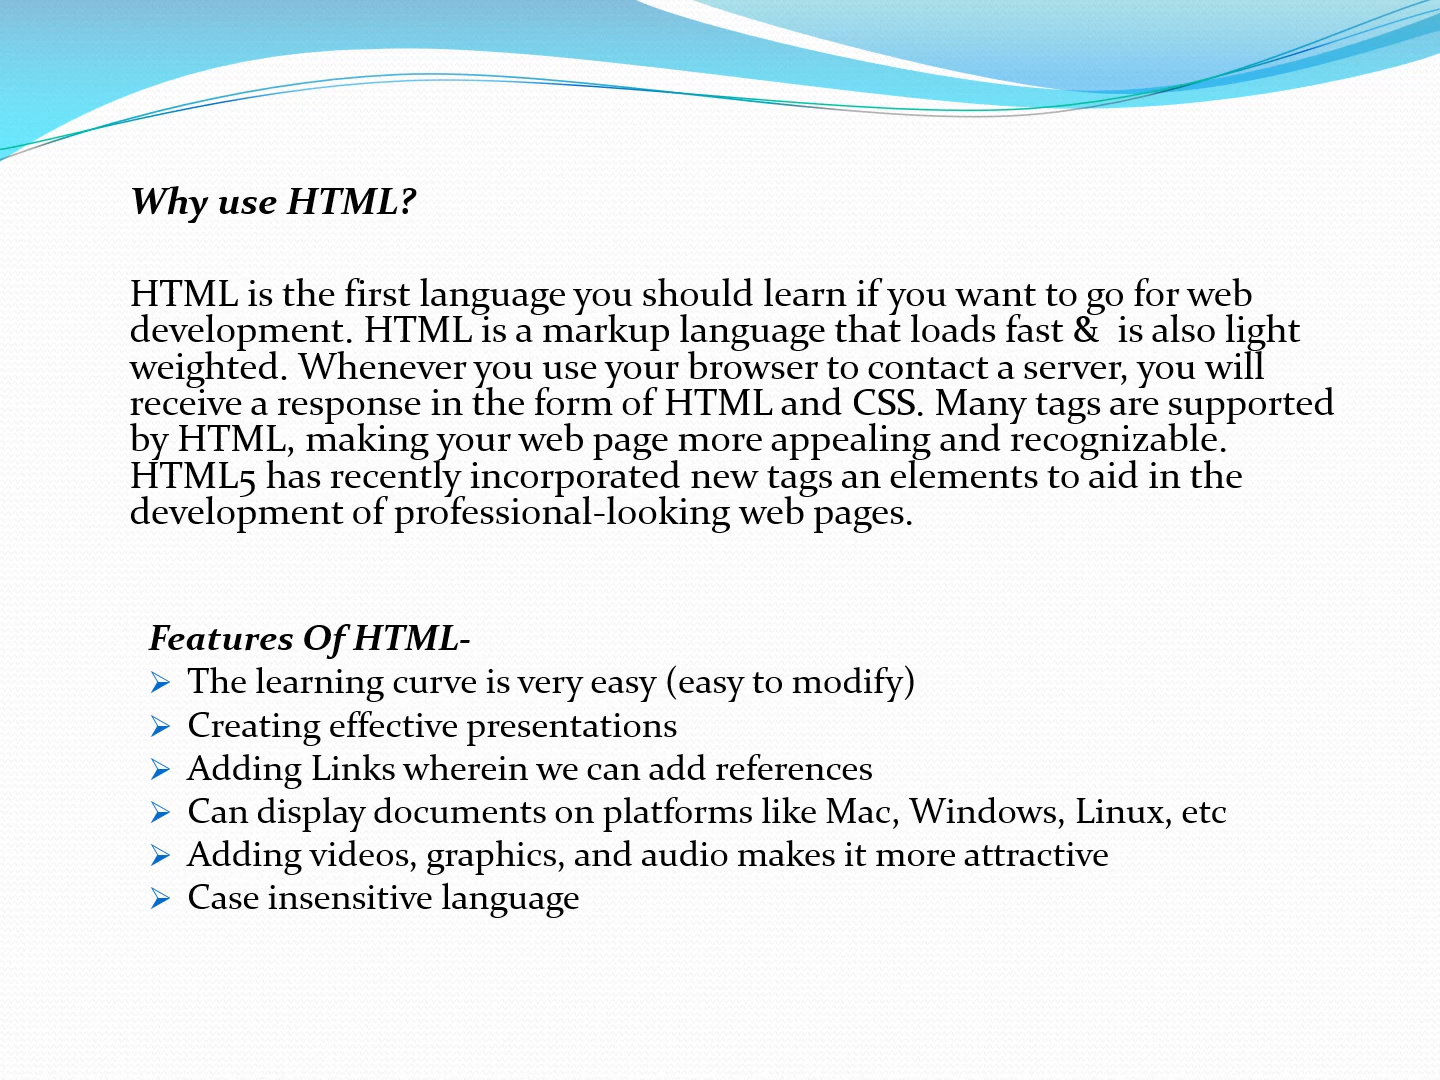 Why use HTML?
HTML is the first language you should learn if you want to go for web
development. HTML is a markup language that loads fast &  is also light
weighted. Whenever you use your browser to contact a server, you will
receive a response in the form of HTML and CSS. Many tags are supported
by HTML, making your web page more appealing and recognizable.
HTML5 has recently incorporated new tags an elements to aid in the
development of professional-looking web pages.
Features Of HTML-
➢ The learning curve is very easy (easy to modify)
➢ Creating effective presentations
➢ Adding Links wherein we can add references
➢ Can display documents on platforms like Mac, Windows, Linux, etc
➢ Adding videos, graphics, and audio makes it more attractive
➢ Case insensitive language